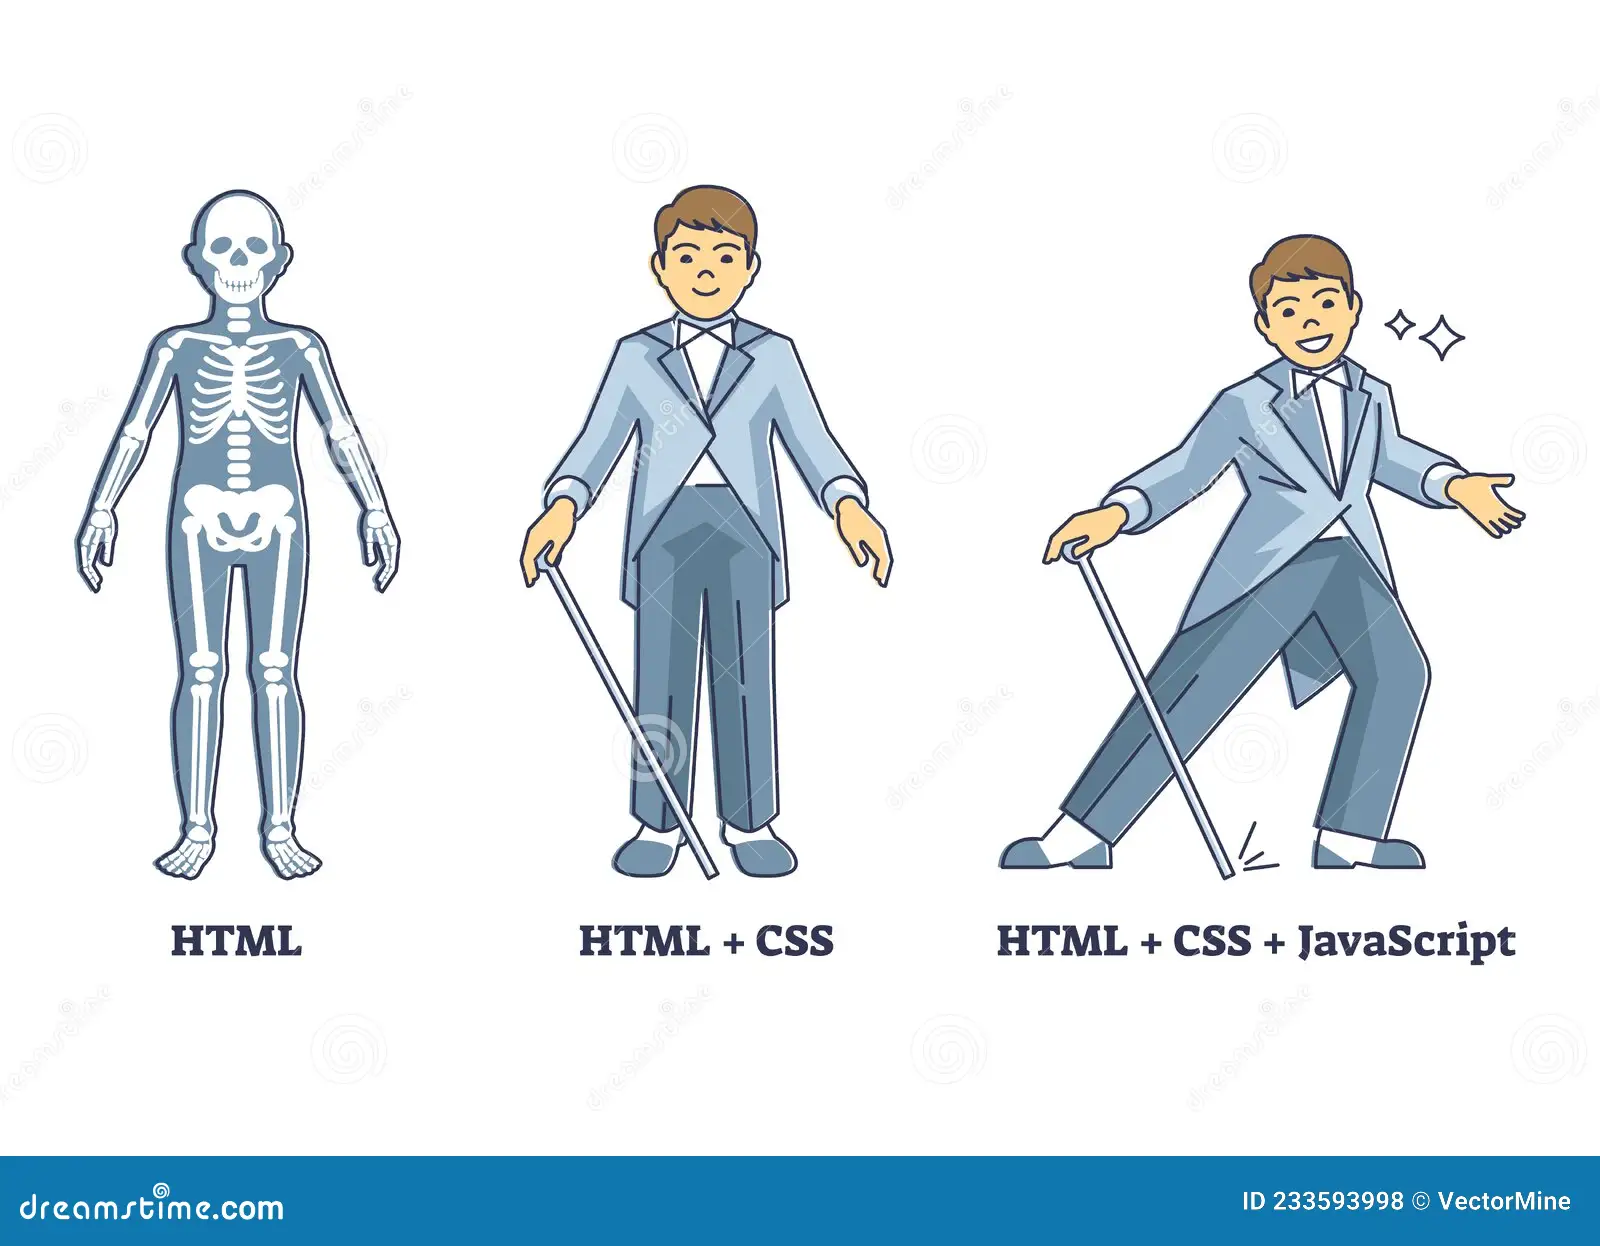 HTML
HTML + CSS
HTML + CSS + JavaScript
dreamstime.com
ID 233593998 © VectorMine